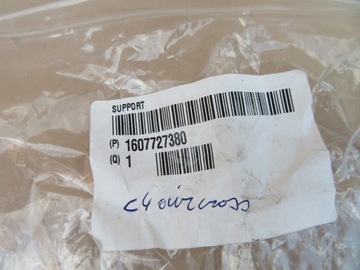 SUPPORT
(P) 1607727380
(Q) 1
c4 aircross